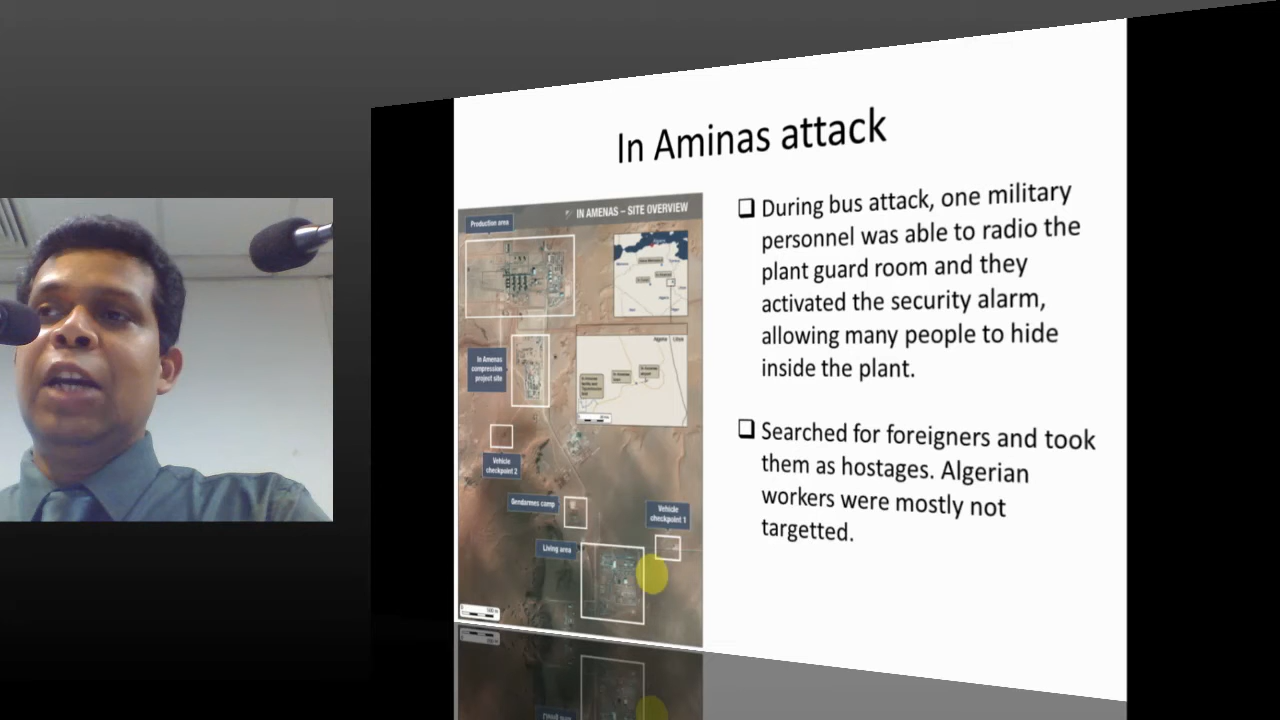 In Aminas attack
IN AMENAS – SITE OVERVIEW
Production area
In Amenas
compression
project site
Vehicle
checkpoint 2
Gendarmes camp
Vehicle
checkpoint 1
Living area
❑ During bus attack, one military
personnel was able to radio the
plant guard room and they
activated the security alarm,
allowing many people to hide
inside the plant.
❑ Searched for foreigners and took
them as hostages. Algerian
workers were mostly not
targetted.